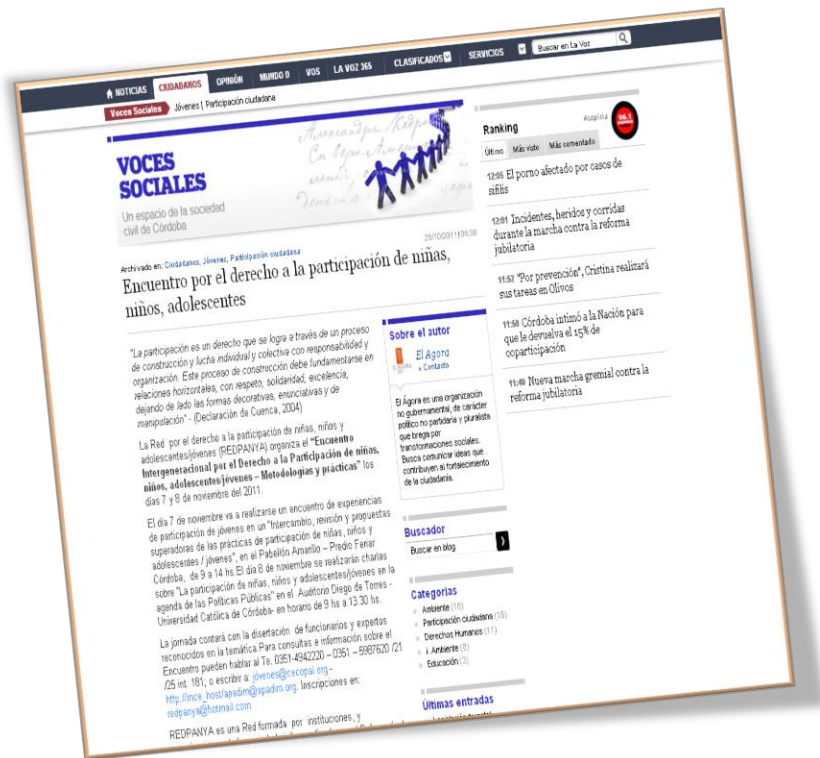 NOTICIAS CIUDADANOS OPINIÓN MUNDO D VOS LA VOZ 365 CLASIFICADOS SERVICIOS Buscar en La Voz
Voces Sociales Jóvenes | Participación ciudadana
VOCES
SOCIALES
Un espacio de la sociedad
civil de Córdoba
Archivado en: Ciudadanos, Jóvenes, Participación ciudadana
Encuentro por el derecho a la participación de niñas,
niños, adolescentes
"La participación es un derecho que se logra a través de un proceso
de construcción y lucha individual y colectiva con responsabilidad y
organización. Este proceso de construcción debe fundamentarse en
relaciones horizontales, con respeto, solidaridad, excelencia,
dejando de lado las formas decorativas, enunciativas y de
manipulación" - (Declaración de Cuenca, 2004)
La Red por el derecho a la participación de niñas, niños y
adolescentes/jóvenes (REDPANYA) organiza el "Encuentro
Intergeneracional por el Derecho a la Participación de niñas,
niños, adolescentes/jóvenes – Metodologías y prácticas" los
días 7 y 8 de noviembre del 2011.
El día 7 de noviembre va a realizarse un encuentro de experiencias
de participación de jóvenes en un "Intercambio, revisión y propuestas
superadoras de las prácticas de participación de niñas, niños y
adolescentes / jóvenes", en el Pabellón Amarillo – Predio Feriar
Córdoba, de 9 a 14 hs.El día 8 de noviembre se realizarán charlas
sobre "La participación de niñas, niños y adolescentes/jóvenes en la
agenda de las Políticas Públicas" en el Auditorio Diego de Torres -
Universidad Católica de Córdoba- en horario de 9 hs a 13.30 hs.
La jornada contará con la disertación de funcionarios y expertos
reconocidos en la temática.Para consultas e información sobre el
Encuentro pueden hablar al Te. 0351-4942220 – 0351 – 5987620 /21
/25 int. 181; o escribir a: jóvenes@cecopal.org -
http://mce_host/apadim@apadim.org. Inscripciones en:
redpanya@hotmail.com
REDPANYA es una Red formada por instituciones, y
Sobre el autor
El Agora
» Contacto
El Ágora es una organización
no gubernamental, de carácter
político no partidaria y pluralista
que brega por
transformaciones sociales.
Busca comunicar ideas que
contribuyen al fortalecimiento
de la ciudadanía.
Buscador
Buscar en blog
Categorías
Ambiente (18)
Participación ciudadana (18)
Derechos Humanos (11)
Ambiente (8)
Educación (3)
Últimas entradas
Ranking
96.1
Último Más visto Más comentado
12:05 El porno afectado por casos de
sífilis
12:01 Incidentes, heridos y corridas
durante la marcha contra la reforma
jubilatoria
11:57 "Por prevención", Cristina realizará
sus tareas en Olivos
11:50 Córdoba intimó a la Nación para
que le devuelva el 15% de
coparticipación
11:40 Nueva marcha gremial contra la
reforma jubilatoria